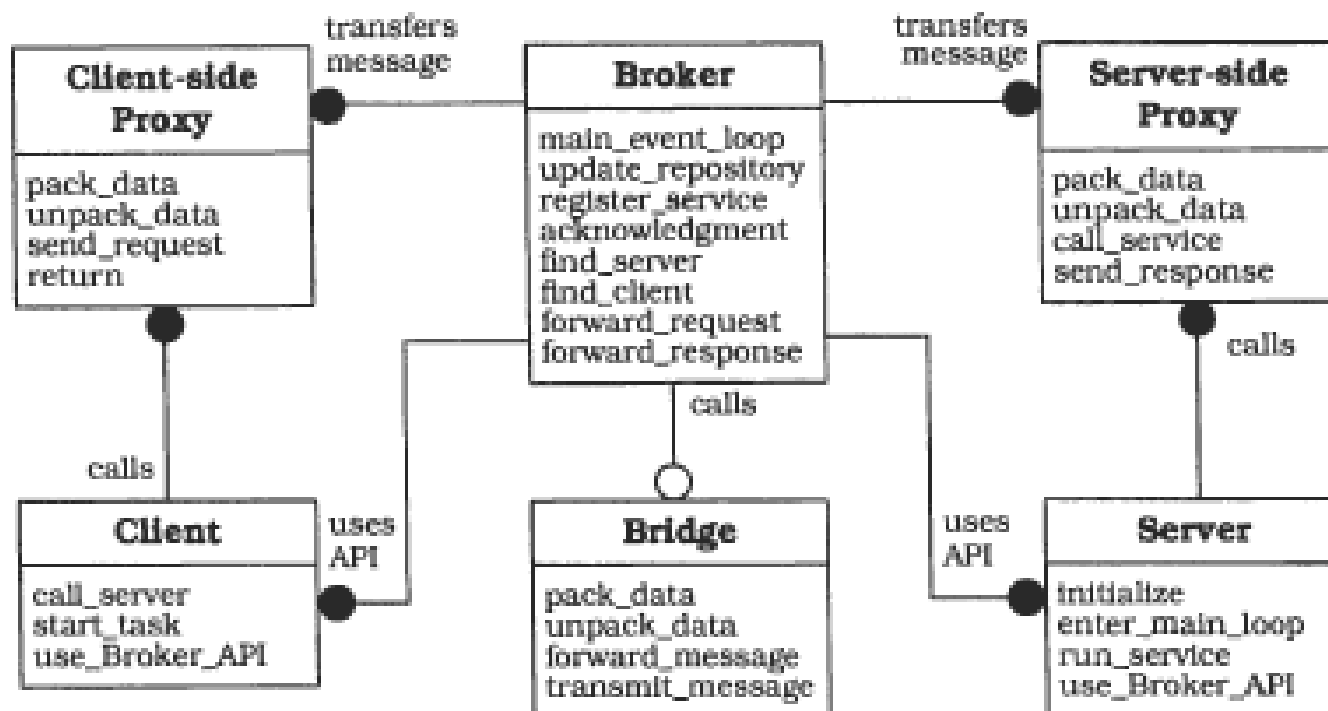 transfers
message
Client-side
Proxy
pack_data
unpack_data
send_request
return
Broker
main_event_loop
update_repository
register_service
acknowledgment
find_server
find_client
forward_request
forward_response
transfers
message
Server-side
Proxy
pack_data
unpack_data
call_service
send_response
calls
calls
calls
Client
call_server
start_task
use_Broker_API
uses
API
Bridge
pack_data
unpack_data
forward_message
transmit_message
uses
API
Server
initialize
enter_main_loop
run_service
use_Broker_API